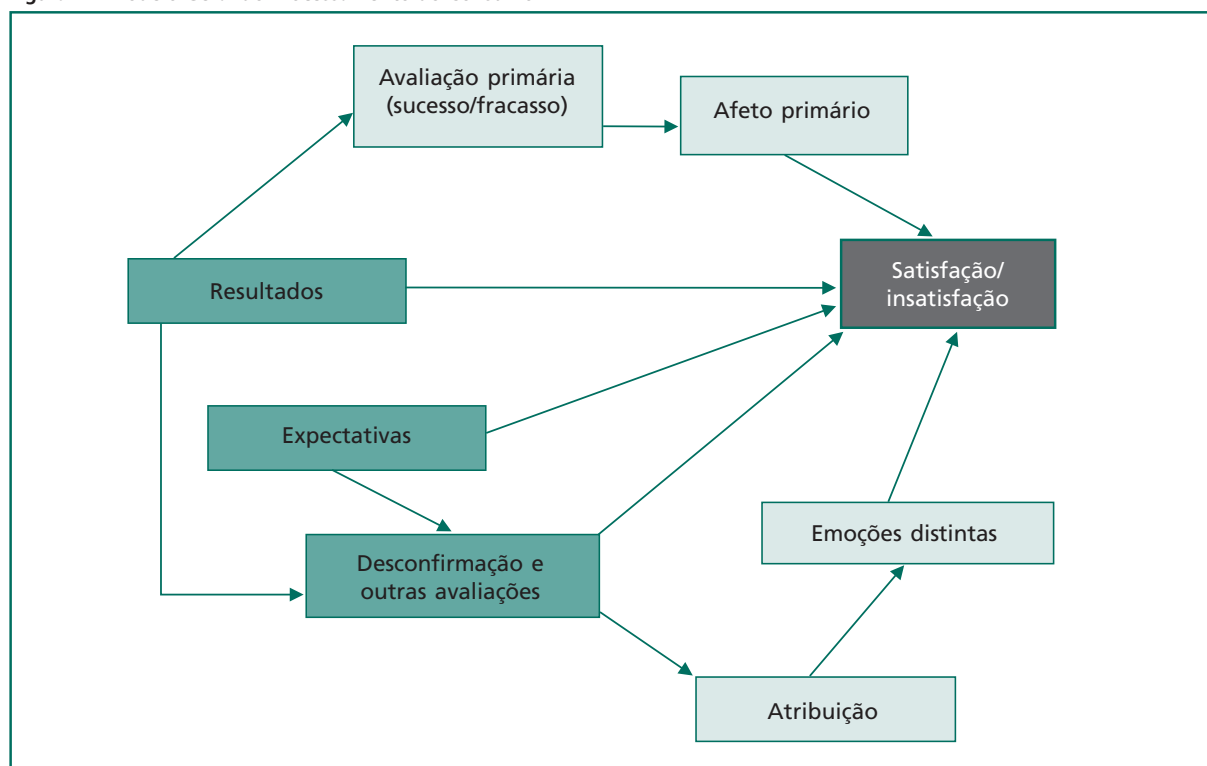 Avaliação primária
(sucesso/fracasso)
Afeto primário
Resultados
Satisfação/
insatisfação
Expectativas
Desconfirmação e
outras avaliações
Emoções distintas
Atribuição